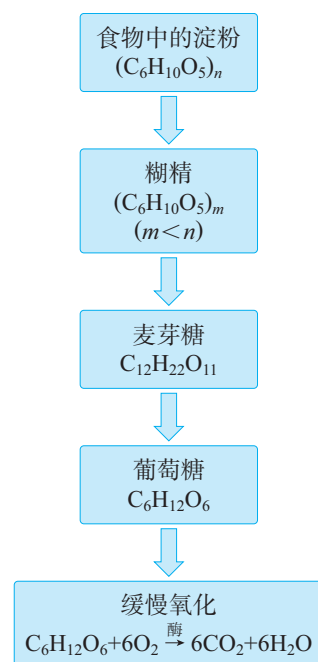 食物中的淀粉
(C₆H₁₀O₅)ₙ
糊精
(C₆H₁₀O₅)ₘ
(m<n)
麦芽糖
C₁₂H₂₂O₁₁
葡萄糖
C₆H₁₂O₆
缓慢氧化
C₆H₁₂O₆+6O₂ 酶→ 6CO₂+6H₂O